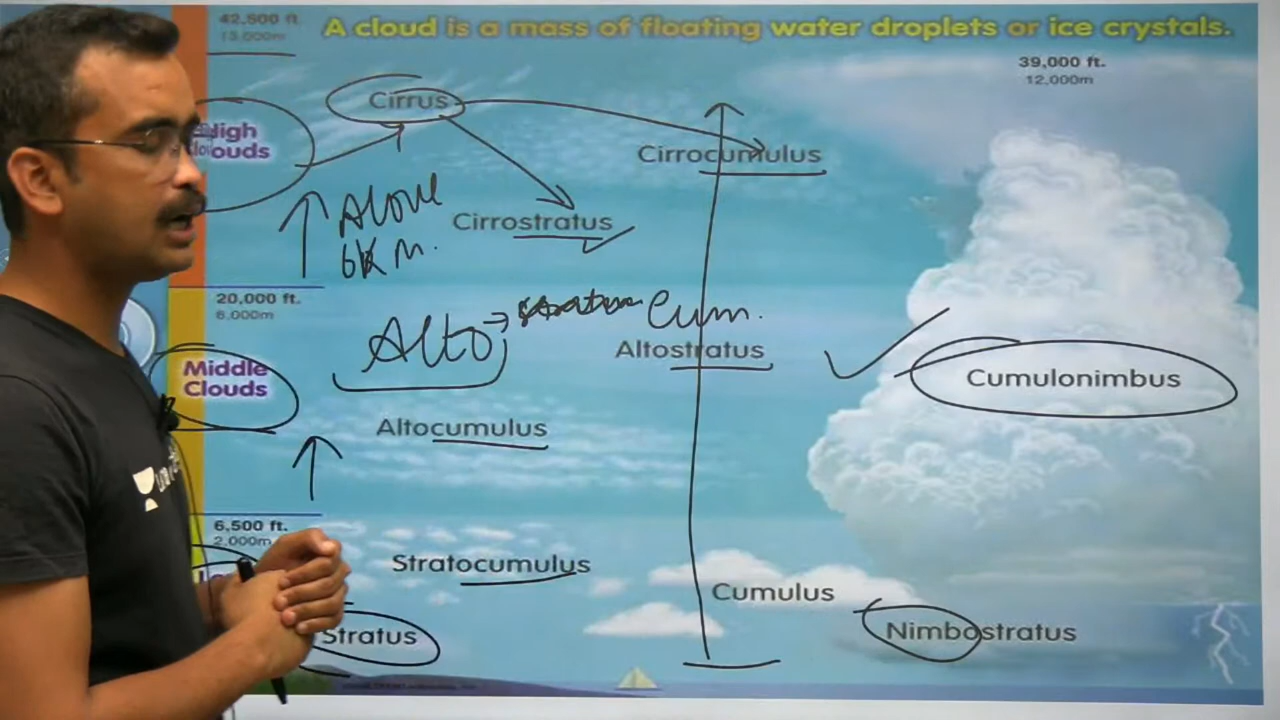 42,500 ft.
13,000m
A cloud is a mass of floating water droplets or ice crystals.
39,000 ft.
12,000m
Cirrus
High
Clouds
Cirrocumulus
Above
6Km.
Cirrostratus
20,000 ft.
6,000m
Alto → stratus Cum.
Altostratus
Middle
Clouds
Cumulonimbus
Altocumulus
6,500 ft.
2,000m
Stratocumulus
Cumulus
Stratus
Nimbostratus